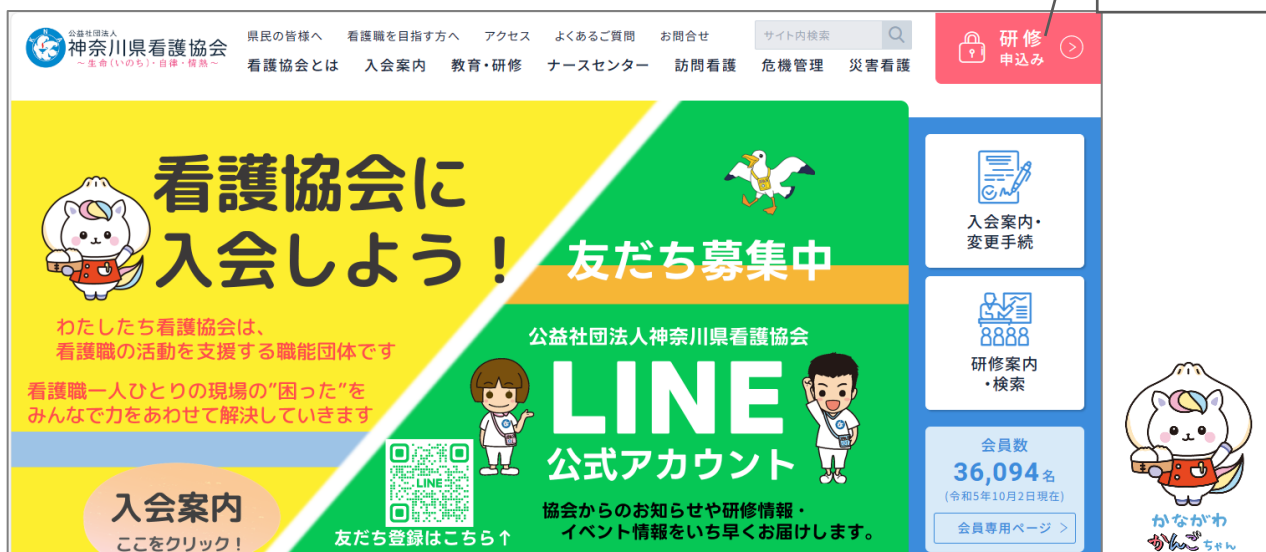 公益社団法人
神奈川県看護協会
～生命(いのち)・自律・情熱～
県民の皆様へ 看護職を目指す方へ アクセス よくあるご質問 お問合せ
サイト内検索
看護協会とは 入会案内 教育・研修 ナースセンター 訪問看護 危機管理 災害看護
研修
申込み
看護協会に
入会しよう！
わたしたち看護協会は、
看護職の活動を支援する職能団体です
看護職一人ひとりの現場の"困った"を
みんなで力をあわせて解決していきます
入会案内
ここをクリック！
友だち募集中
公益社団法人神奈川県看護協会
LINE
公式アカウント
LINE
友だち登録はこちら↑
協会からのお知らせや研修情報・
イベント情報をいち早くお届けします。
入会案内・
変更手続
研修案内
・検索
会員数
36,094名
(令和5年10月2日現在)
会員専用ページ >
かながわ
かんごちゃん